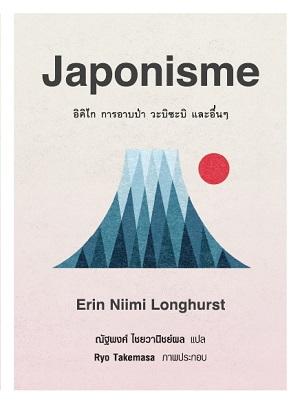 Japonisme
อิคิไก การอาบป่า วะบิซะบิ และอื่นๆ
Erin Niimi Longhurst
ณัฐพงศ์ ไชยวานิชย์ผล แปล
Ryo Takemasa ภาพประกอบ